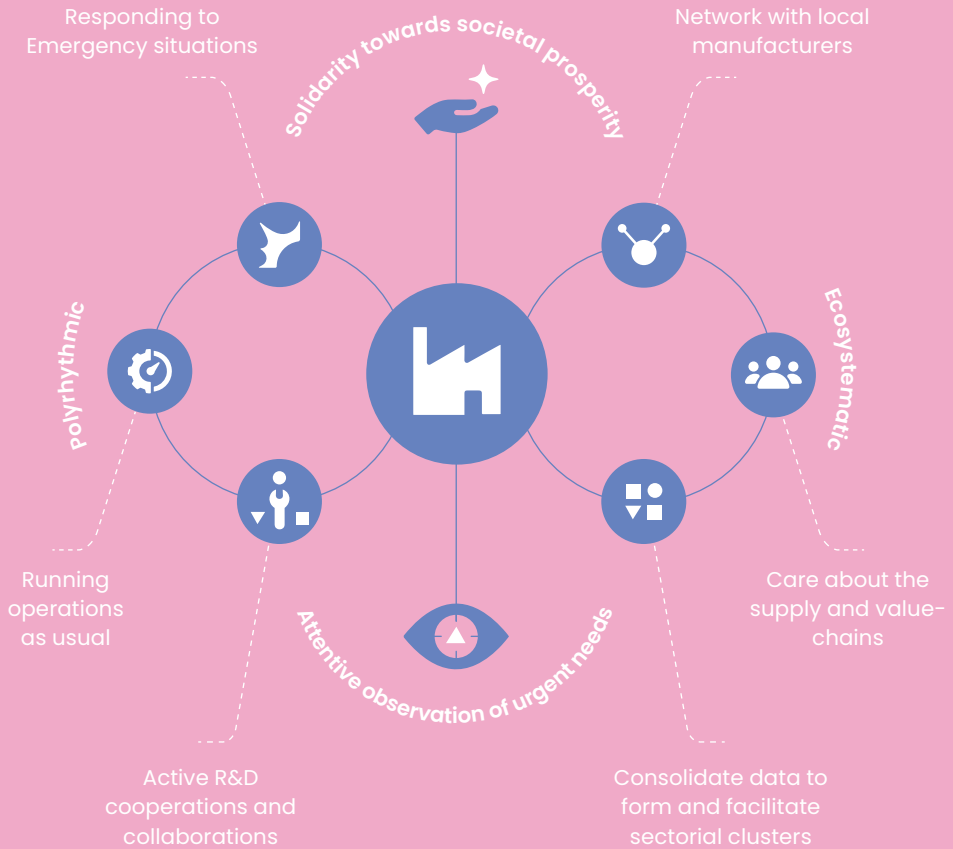 Responding to
Emergency situations
Solidarity towards societal prosperity
Network with local
manufacturers
Polyrhythmic
Ecosystematic
Running
operations
as usual
Attentive observation of urgent needs
Care about the
supply and value-
chains
Active R&D
cooperations and
collaborations
Consolidate data to
form and facilitate
sectorial clusters